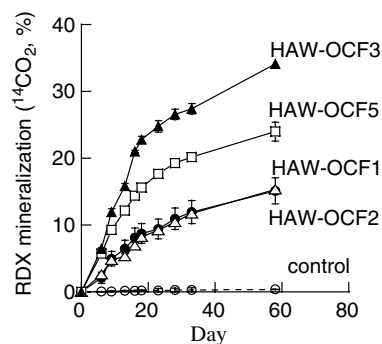 RDX mineralization (¹⁴CO₂, %)
40
30
20
10
0
0
20
40
60
80
Day
HAW-OCF3
HAW-OCF5
HAW-OCF1
HAW-OCF2
control